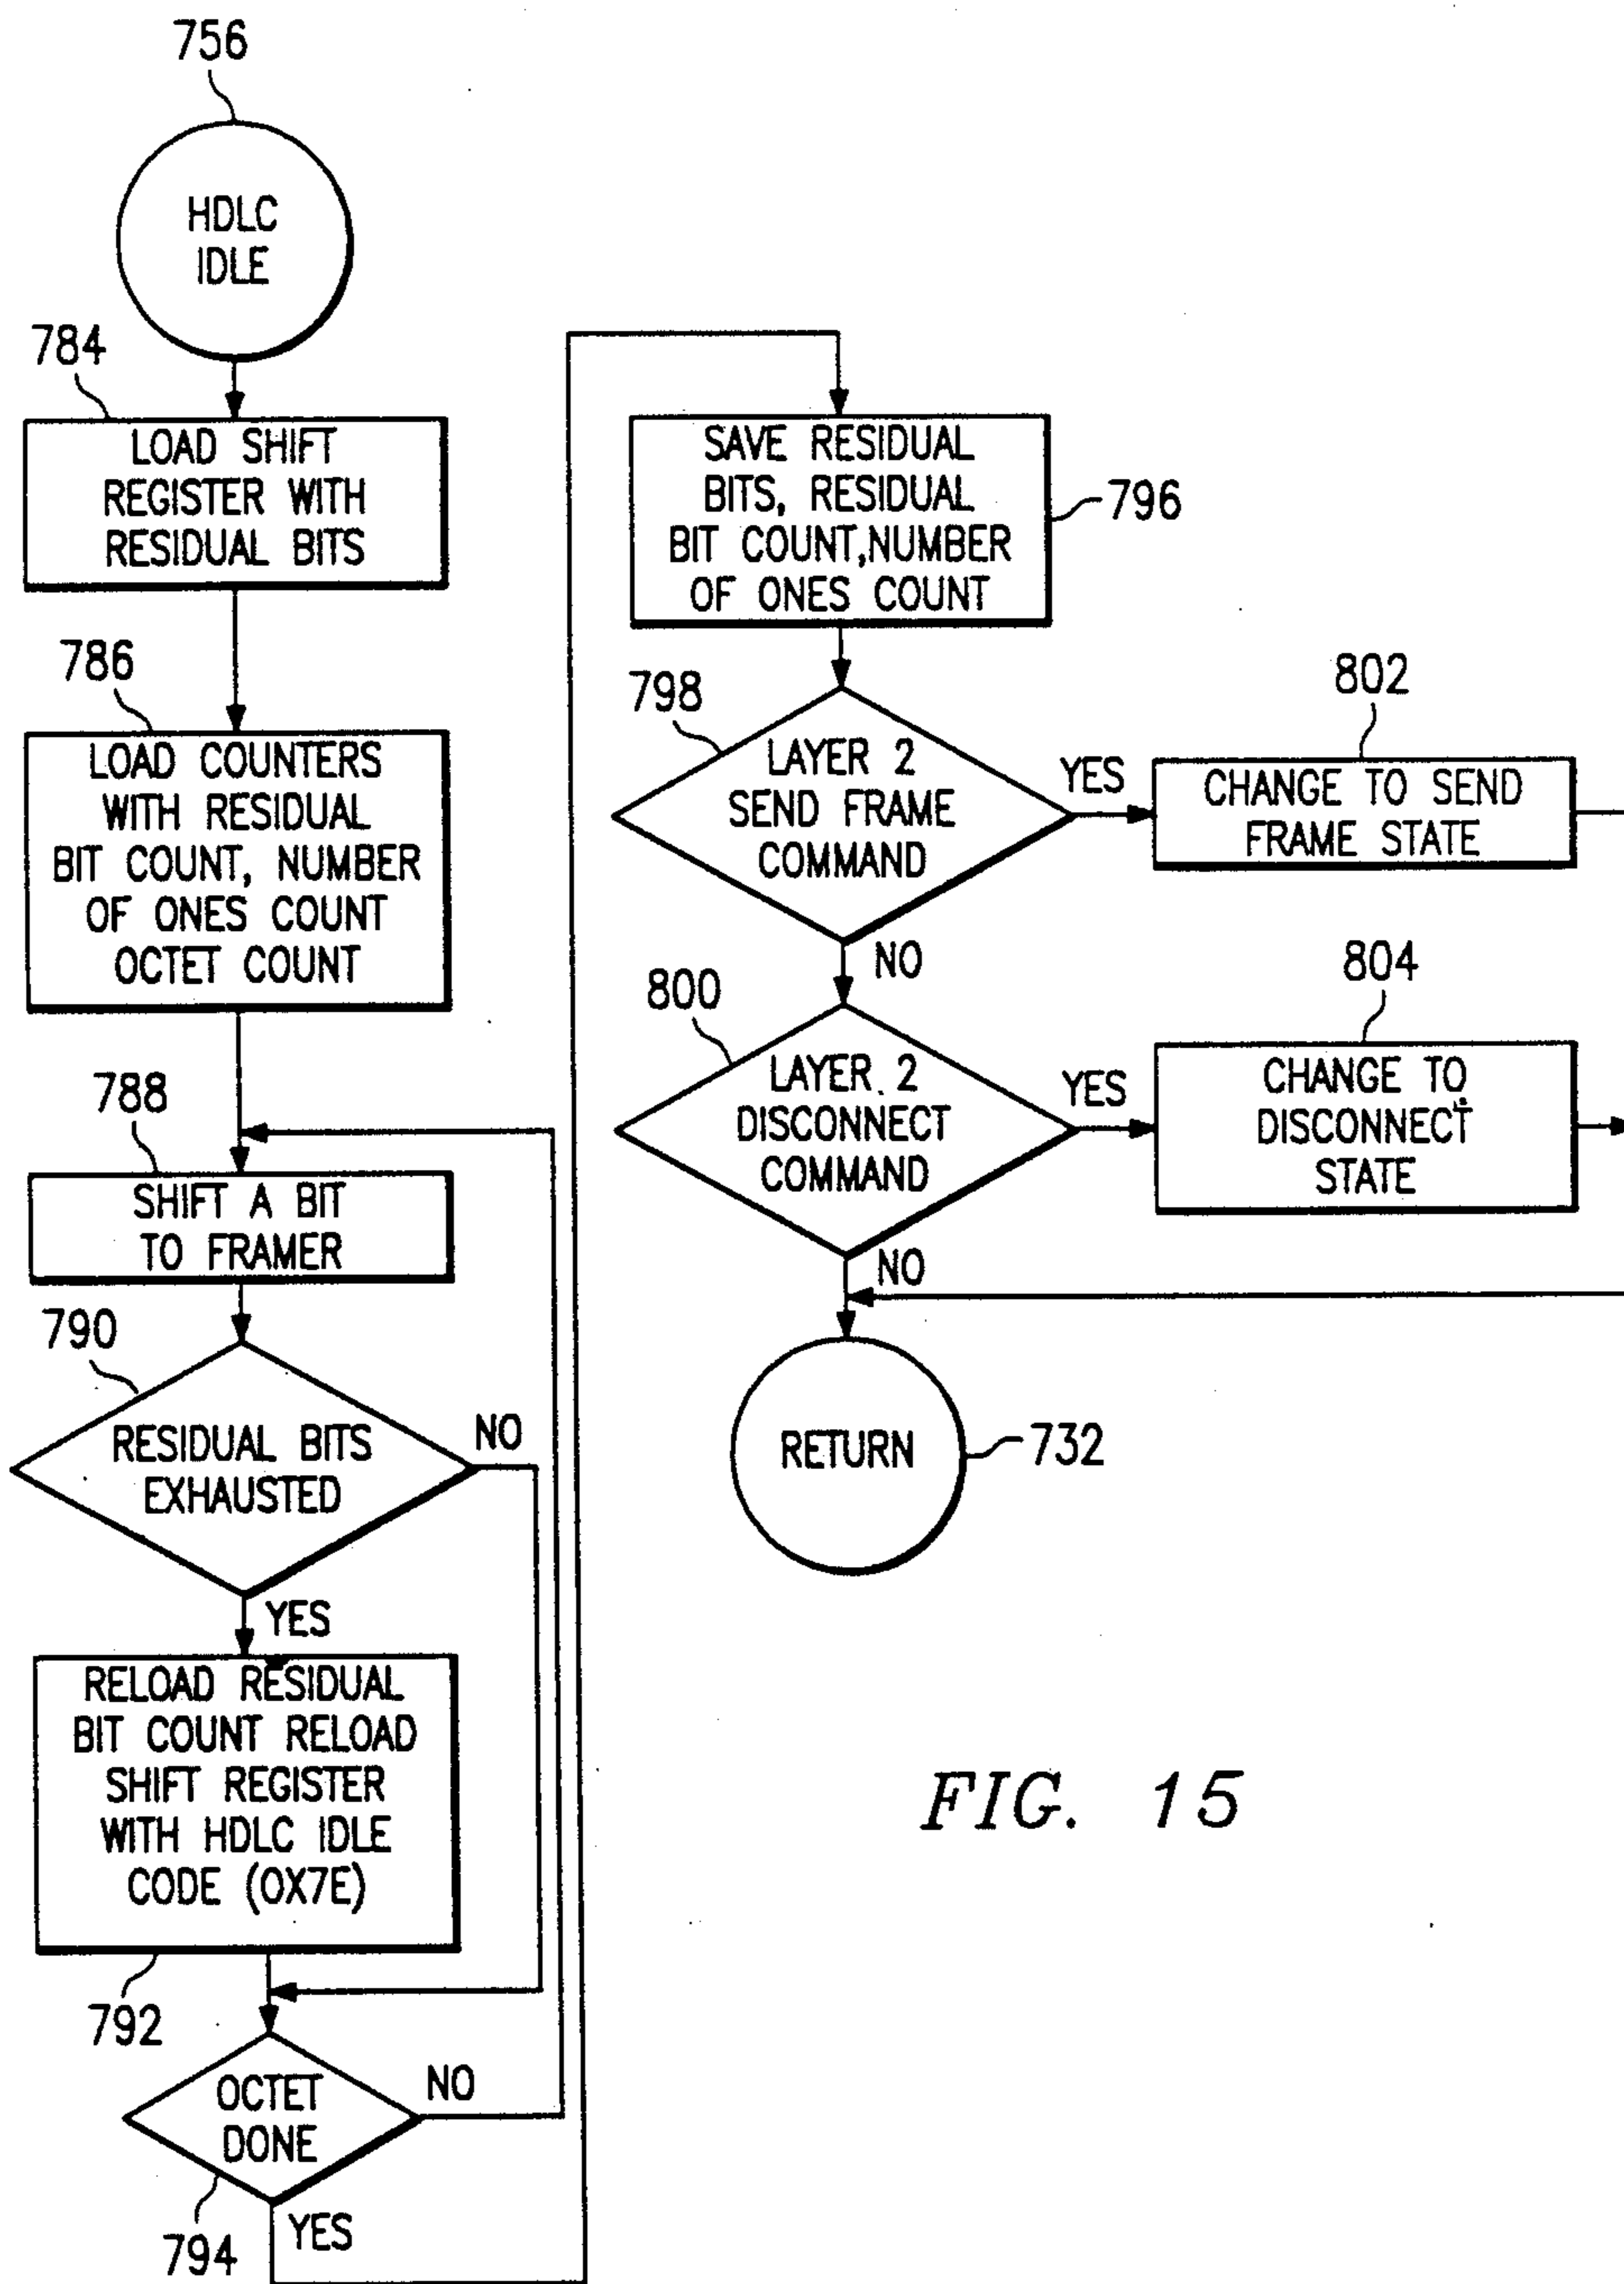 756
HDLC
IDLE
784
LOAD SHIFT
REGISTER WITH
RESIDUAL BITS
786
LOAD COUNTERS
WITH RESIDUAL
BIT COUNT, NUMBER
OF ONES COUNT
OCTET COUNT
788
SHIFT A BIT
TO FRAMER
790
RESIDUAL BITS
EXHAUSTED
NO
YES
RELOAD RESIDUAL
BIT COUNT RELOAD
SHIFT REGISTER
WITH HDLC IDLE
CODE (0X7E)
792
OCTET
DONE
NO
794
YES
SAVE RESIDUAL
BITS, RESIDUAL
BIT COUNT,NUMBER
OF ONES COUNT
796
798
LAYER 2
SEND FRAME
COMMAND
YES
802
CHANGE TO SEND
FRAME STATE
NO
800
LAYER 2
DISCONNECT
COMMAND
YES
804
CHANGE TO
DISCONNECT
STATE
NO
RETURN
732
FIG. 15